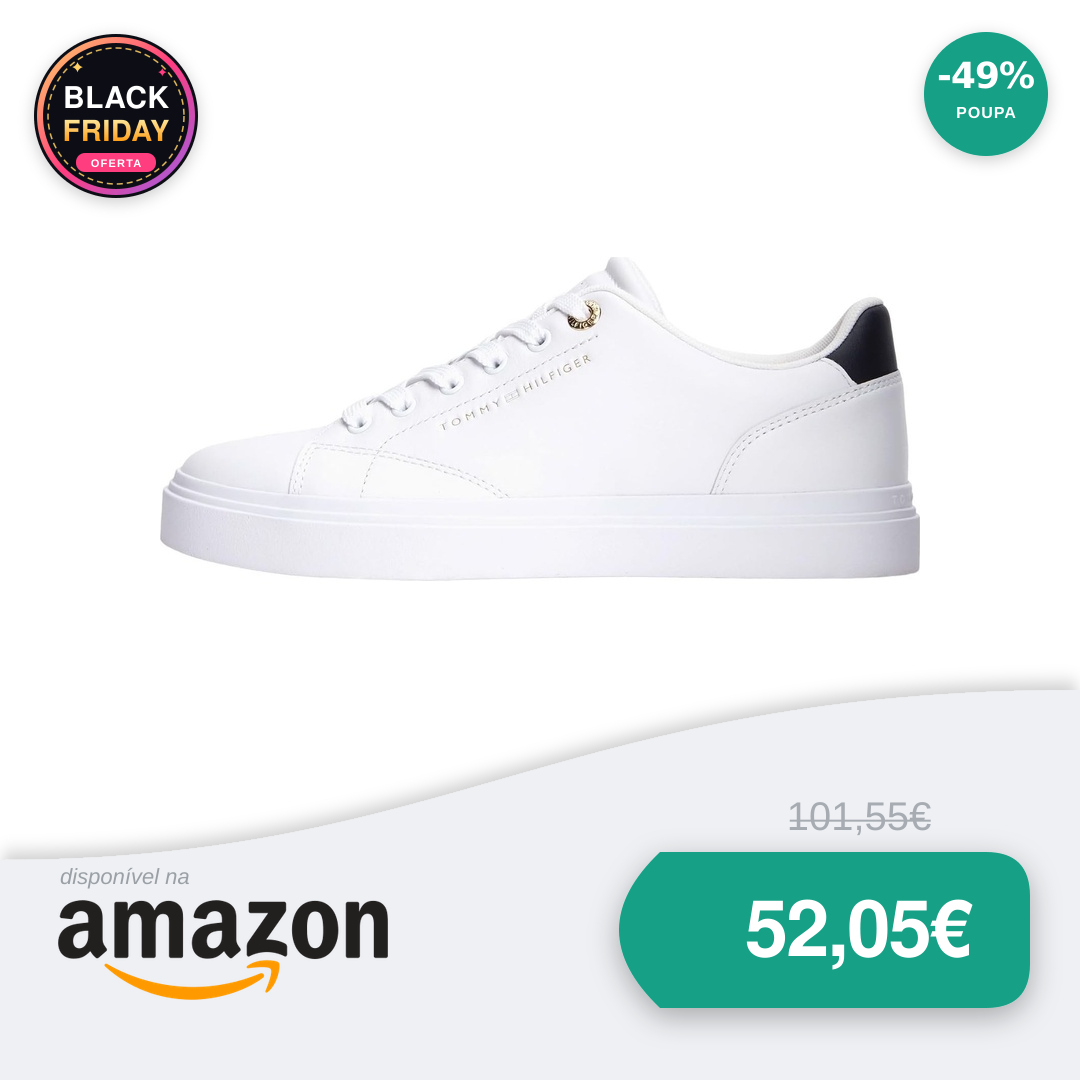 BLACK
FRIDAY
OFERTA
-49%
POUPA
TOMMY HILFIGER
101,55€
disponível na
amazon
52,05€